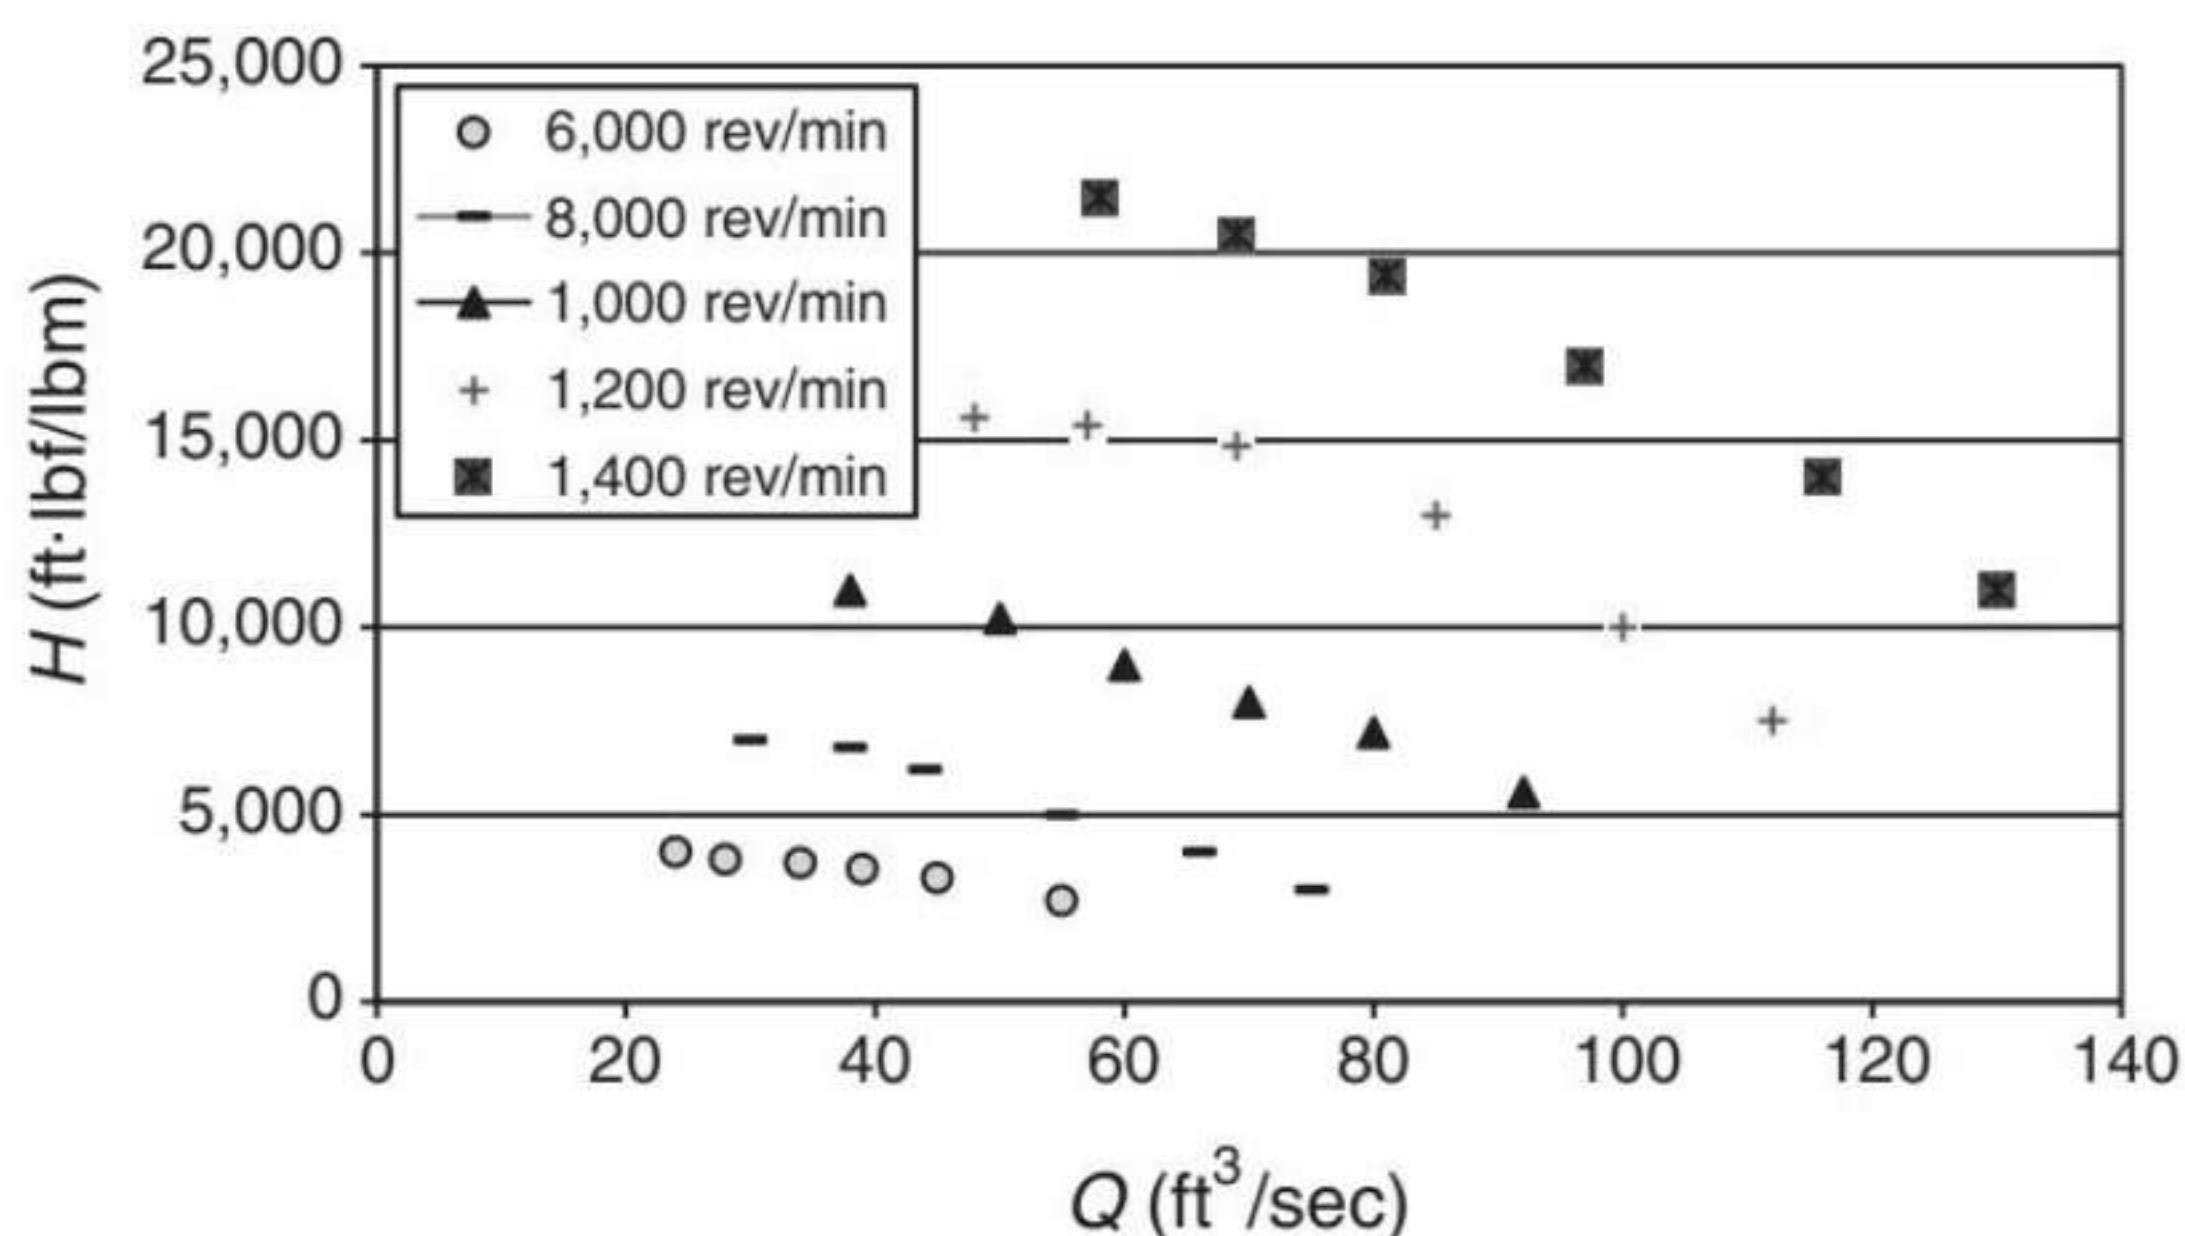 25,000
20,000
15,000
10,000
5,000
0
H (ft·lbf/lbm)
6,000 rev/min
8,000 rev/min
1,000 rev/min
1,200 rev/min
1,400 rev/min
0 20 40 60 80 100 120 140
Q (ft³/sec)